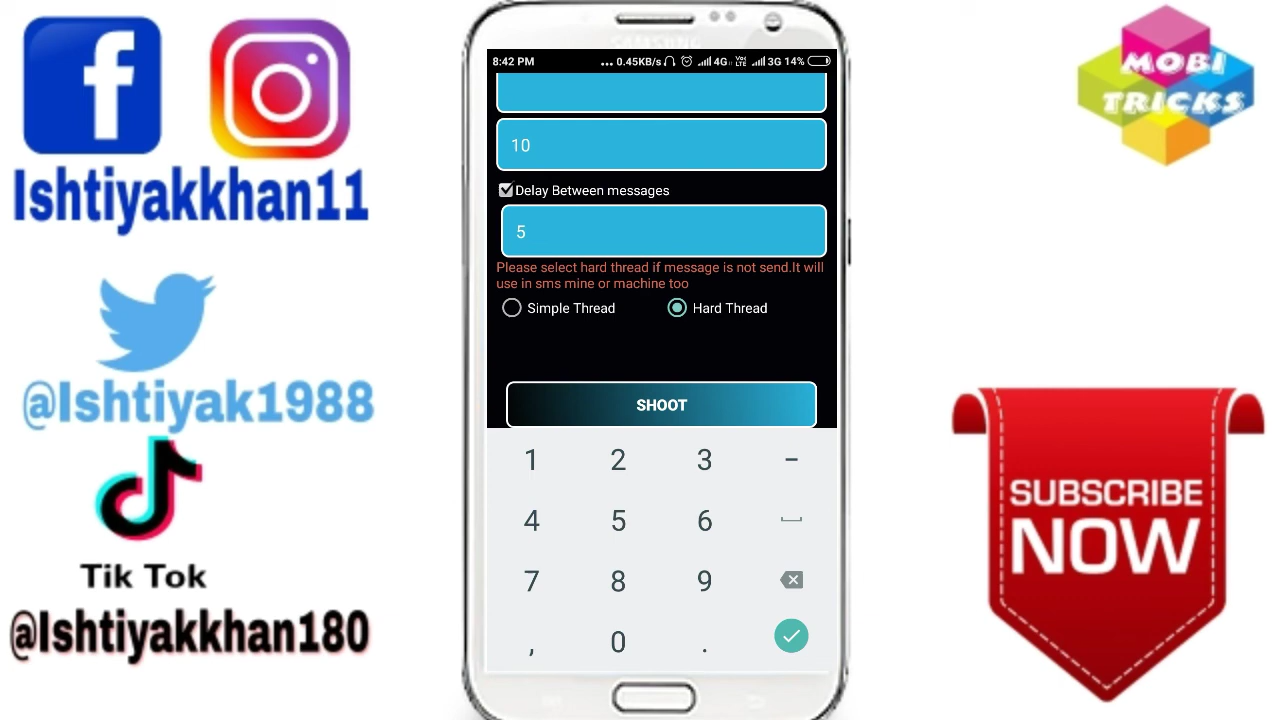 Ishtiyakkhan11
@Ishtiyak1988
Tik Tok
@Ishtiyakkhan180
SAMSUNG
8:42 PM ... 0.45KB/s 4G VoLTE 3G 14%
10
Delay Between messages
5
Please select hard thread if message is not send.It will
use in sms mine or machine too
Simple Thread Hard Thread
SHOOT
1 2 3 -
4 5 6
7 8 9
, 0 .
MOBI
TRICKS
SUBSCRIBE
NOW